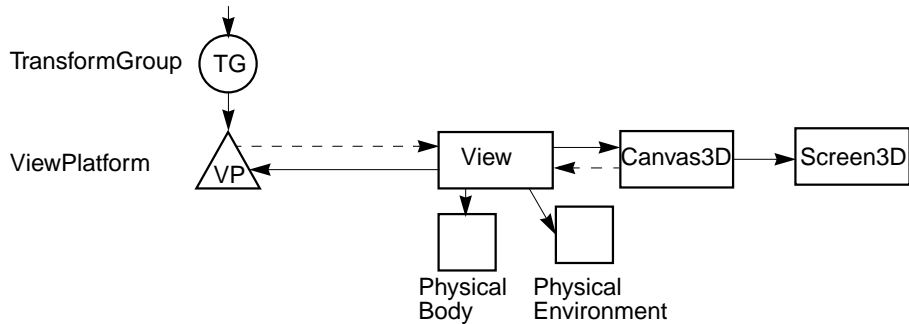 TransformGroup
TG
ViewPlatform
VP
View
Canvas3D
Screen3D
Physical
Body
Physical
Environment